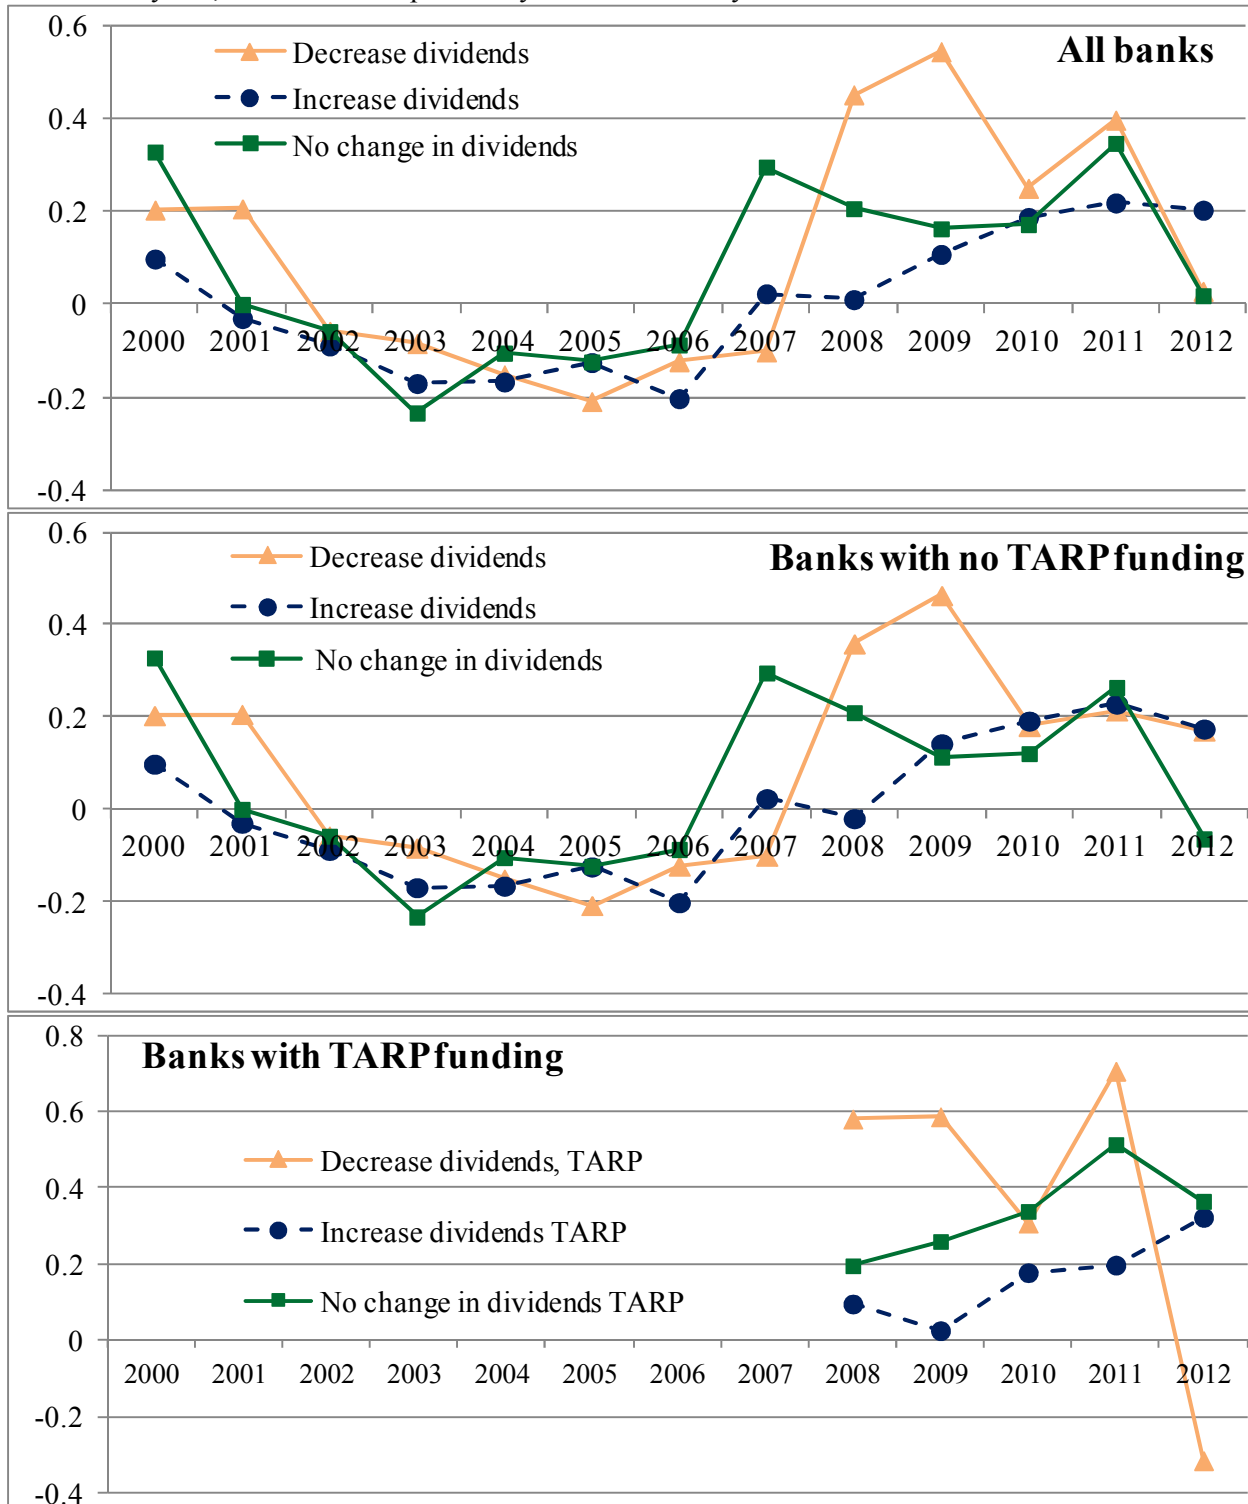 0.6
All banks
Decrease dividends
Increase dividends
0.4
No change in dividends
0.2
0
2000 2001 2002 2003 2004 2005 2006 2007 2008 2009 2010 2011 2012
-0.2
-0.4
0.6
Decrease dividends
Banks with no TARP funding
Increase dividends
0.4
No change in dividends
0.2
0
2000 2001 2002 2003 2004 2005 2006 2007 2008 2009 2010 2011 2012
-0.2
-0.4
0.8
Banks with TARP funding
0.6
Decrease dividends, TARP
0.4
Increase dividends TARP
0.2
No change in dividends TARP
0
2000 2001 2002 2003 2004 2005 2006 2007 2008 2009 2010 2011 2012
-0.2
-0.4